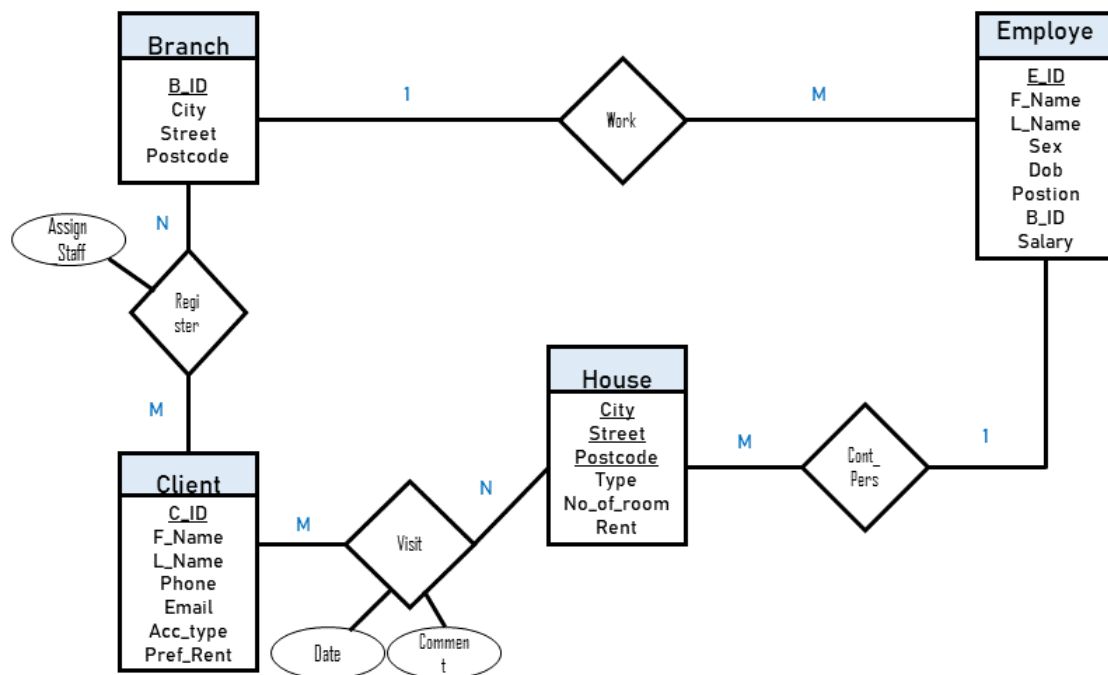 Branch
B_ID
City
Street
Postcode
1
Work
M
Employe
E_ID
F_Name
L_Name
Sex
Dob
Postion
B_ID
Salary
N
Assign
_Staff
Regi
ster
M
House
City
Street
Postcode
Type
No_of_room
Rent
M
Cont_
Pers
1
Client
C_ID
F_Name
L_Name
Phone
Email
Acc_type
Pref_Rent
M
Visit
N
Date
Commen
t